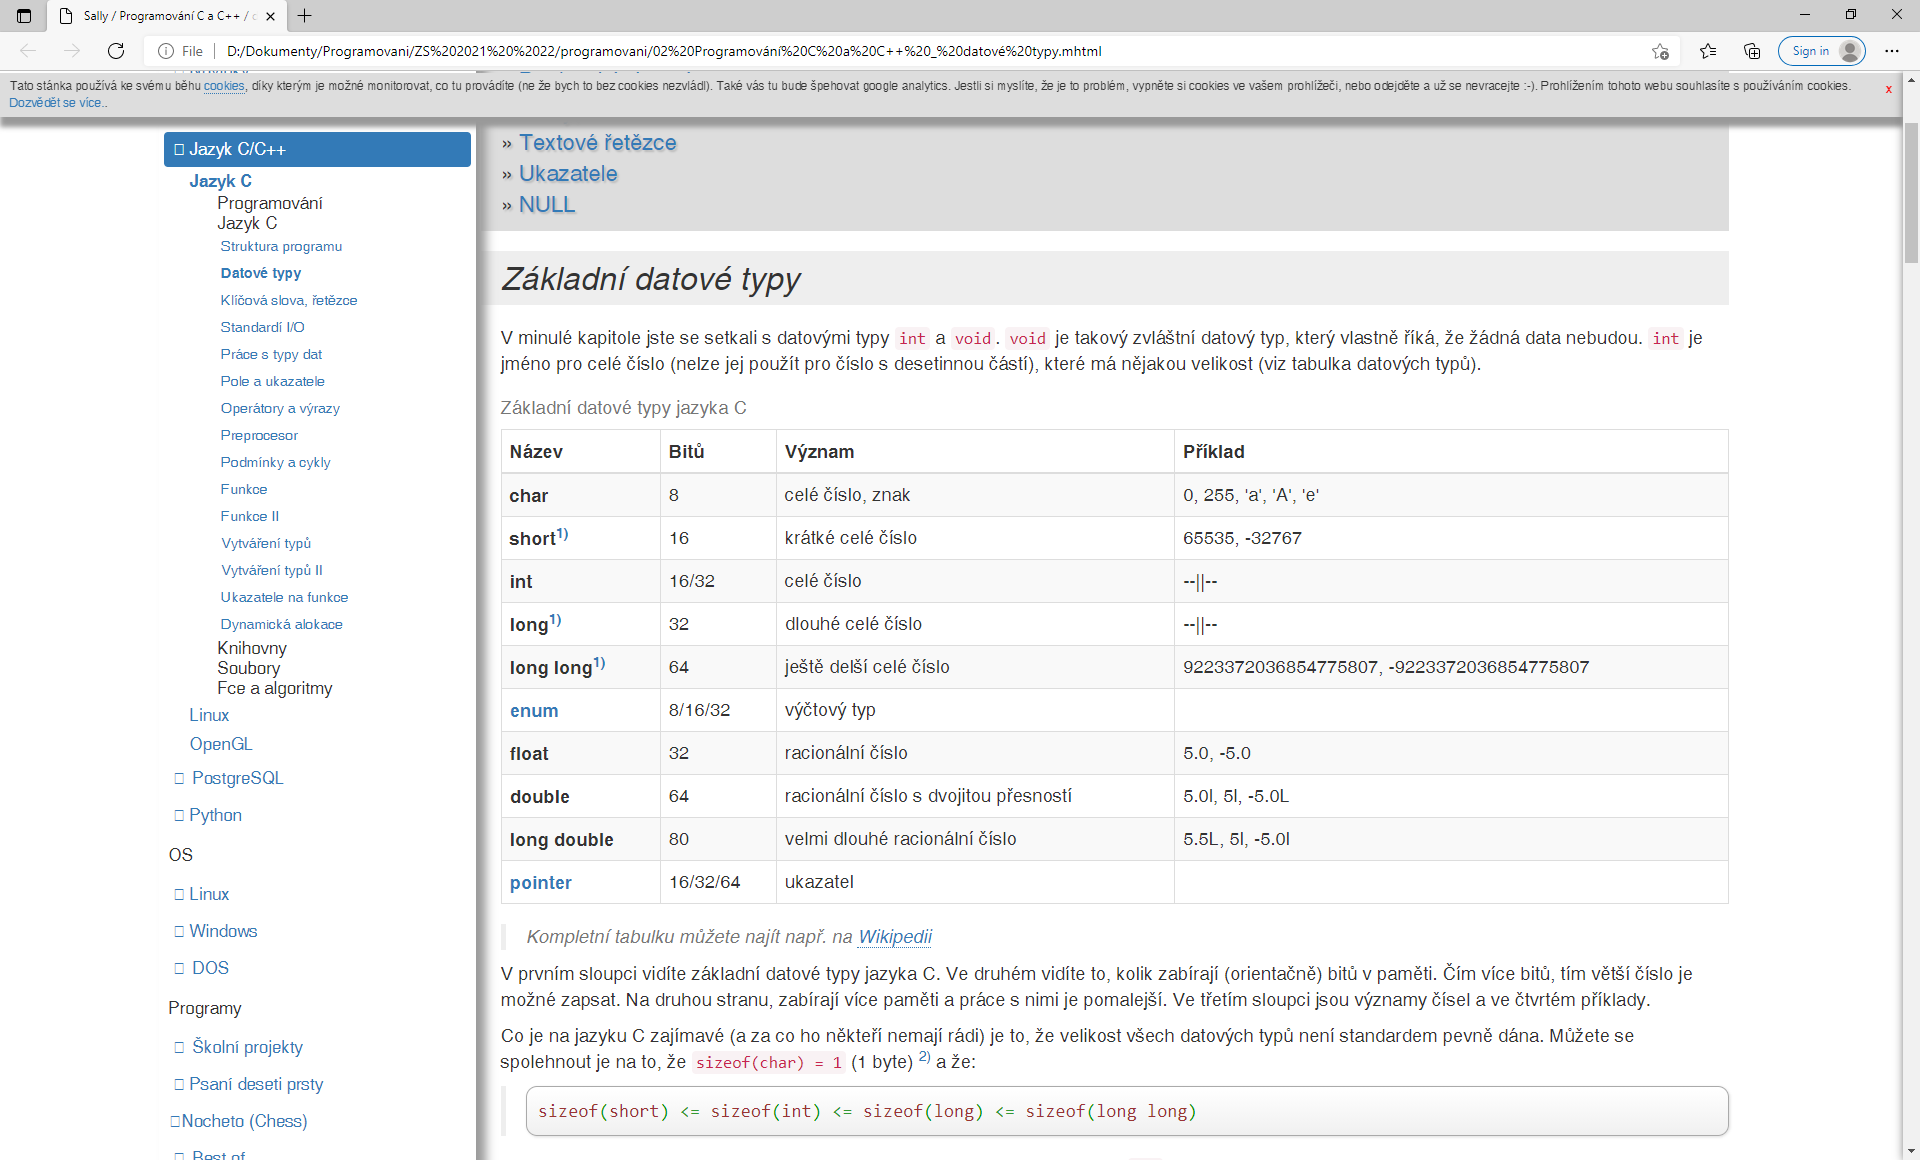 Sally / Programování C a C++ /
File
D:/Dokumenty/Programovani/ZS%202021%20%2022/programovani/02%20Programování%20C%20a%20C++%20_%20datové%20typy.mhtml
Sign in
Tato stánka používá ke svému běhu cookies, díky kterým je možné monitorovat, co tu provádíte (ne že bych to bez cookies nezvládl). Také vás tu bude špehovat google analytics. Jestli si myslíte, že je to problém, vypněte si cookies ve vašem prohlížeči, nebo odejděte a už se nevracejte :-). Prohlížením tohoto webu souhlasíte s používáním cookies.
Dozvědět se více..
x
Jazyk C/C++
Jazyk C
Programování
Jazyk C
Struktura programu
Datové typy
Klíčová slova, řetězce
Standardí I/O
Práce s typy dat
Pole a ukazatele
Operátory a výrazy
Preprocesor
Podmínky a cykly
Funkce
Funkce II
Vytváření typů
Vytváření typů II
Ukazatele na funkce
Dynamická alokace
Knihovny
Soubory
Fce a algoritmy
Linux
OpenGL
PostgreSQL
Python
OS
Linux
Windows
DOS
Programy
Školní projekty
Psaní deseti prsty
Nocheto (Chess)
Best of
» Textové řetězce
» Ukazatele
» NULL
Základní datové typy
V minulé kapitole jste se setkali s datovými typy int a void. void je takový zvláštní datový typ, který vlastně říká, že žádná data nebudou. int je
jméno pro celé číslo (nelze jej použít pro číslo s desetinnou částí), které má nějakou velikost (viz tabulka datových typů).
Základní datové typy jazyka C
Název Bitů Význam Příklad
char 8 celé číslo, znak 0, 255, 'a', 'A', 'e'
short1) 16 krátké celé číslo 65535, -32767
int 16/32 celé číslo --||--
long1) 32 dlouhé celé číslo --||--
long long1) 64 ještě delší celé číslo 9223372036854775807, -9223372036854775807
enum 8/16/32 výčtový typ
float 32 racionální číslo 5.0, -5.0
double 64 racionální číslo s dvojitou přesností 5.0l, 5l, -5.0L
long double 80 velmi dlouhé racionální číslo 5.5L, 5l, -5.0l
pointer 16/32/64 ukazatel
Kompletní tabulku můžete najít např. na Wikipedii
V prvním sloupci vidíte základní datové typy jazyka C. Ve druhém vidíte to, kolik zabírají (orientačně) bitů v paměti. Čím více bitů, tím větší číslo je
možné zapsat. Na druhou stranu, zabírají více paměti a práce s nimi je pomalejší. Ve třetím sloupci jsou významy čísel a ve čtvrtém příklady.
Co je na jazyku C zajímavé (a za co ho někteří nemají rádi) je to, že velikost všech datových typů není standardem pevně dána. Můžete se
spolehnout je na to, že sizeof(char) = 1 (1 byte) 2) a že:
sizeof(short) <= sizeof(int) <= sizeof(long) <= sizeof(long long)